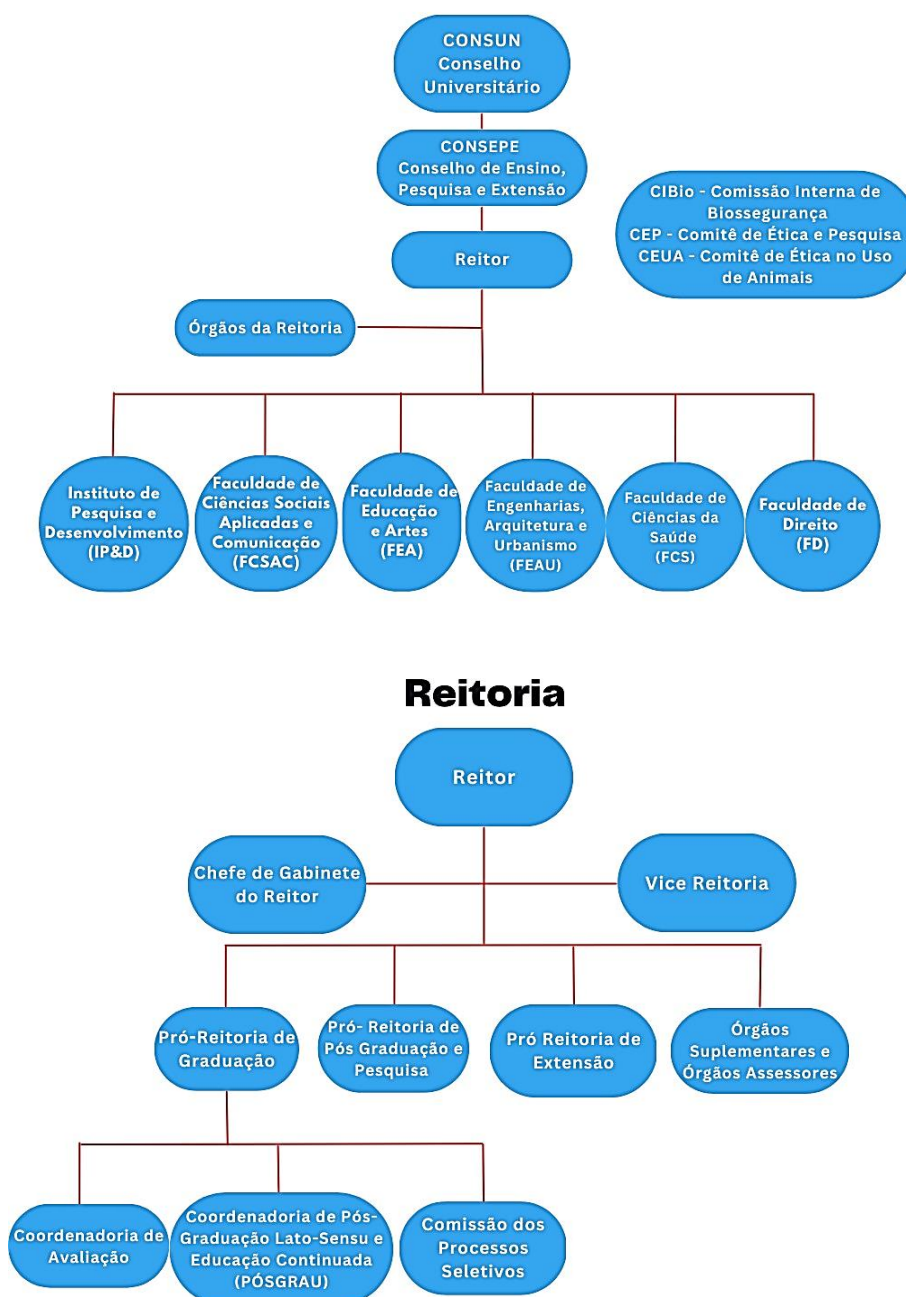 CONSUN
Conselho
Universitário
CONSEPE
Conselho de Ensino,
Pesquisa e Extensão
CIBio - Comissão Interna de
Biossegurança
CEP - Comitê de Ética e Pesquisa
CEUA - Comitê de Ética no Uso
de Animais
Reitor
Órgãos da Reitoria
Instituto de
Pesquisa e
Desenvolvimento
(IP&D)
Faculdade de
Ciências Sociais
Aplicadas e
Comunicação
(FCSAC)
Faculdade de
Educação
e Artes
(FEA)
Faculdade de
Engenharias,
Arquitetura e
Urbanismo
(FEAU)
Faculdade de
Ciências da
Saúde
(FCS)
Faculdade de
Direito
(FD)
Reitoria
Reitor
Chefe de Gabinete
do Reitor
Vice Reitoria
Pró-Reitoria de
Graduação
Pró- Reitoria de
Pós Graduação e
Pesquisa
Pró Reitoria de
Extensão
Órgãos
Suplementares e
Órgãos Assessores
Coordenadoria de
Avaliação
Coordenadoria de Pós-
Graduação Lato-Sensu e
Educação Continuada
(PÓSGRAU)
Comissão dos
Processos
Seletivos